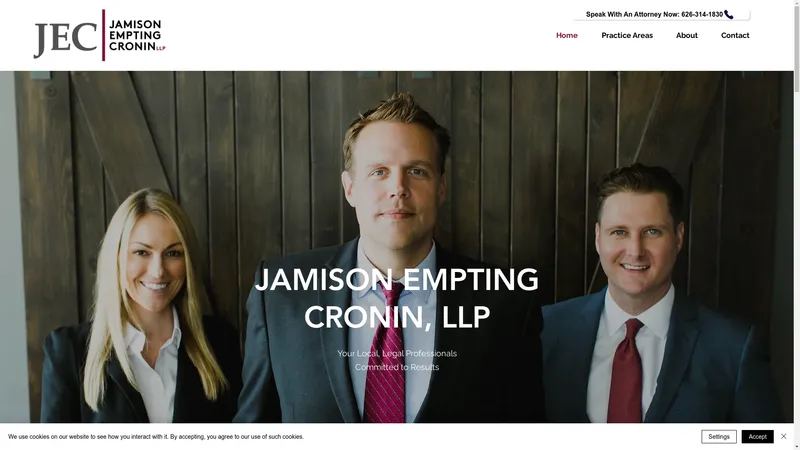 JEC
JAMISON
EMPTING
CRONIN LLP
Speak With An Attorney Now: 626-314-1830
Home
Practice Areas
About
Contact
JAMISON EMPTING
CRONIN, LLP
Your Local, Legal Professionals
Committed to Results
We use cookies on our website to see how you interact with it. By accepting, you agree to our use of such cookies.
Settings
Accept